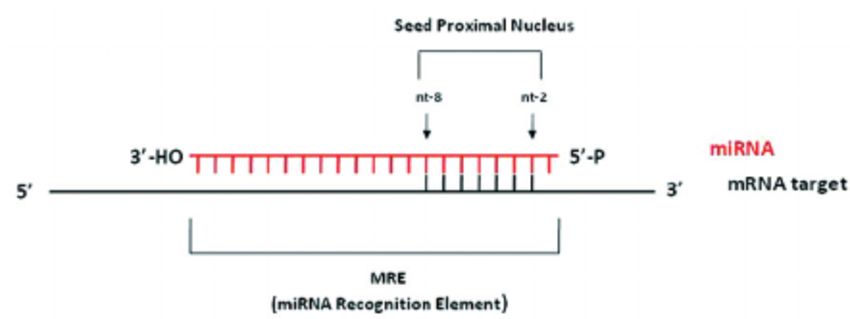 Seed Proximal Nucleus
nt-8 nt-2
3′-HO 5′-P miRNA
5′ 3′ mRNA target
MRE
(miRNA Recognition Element)